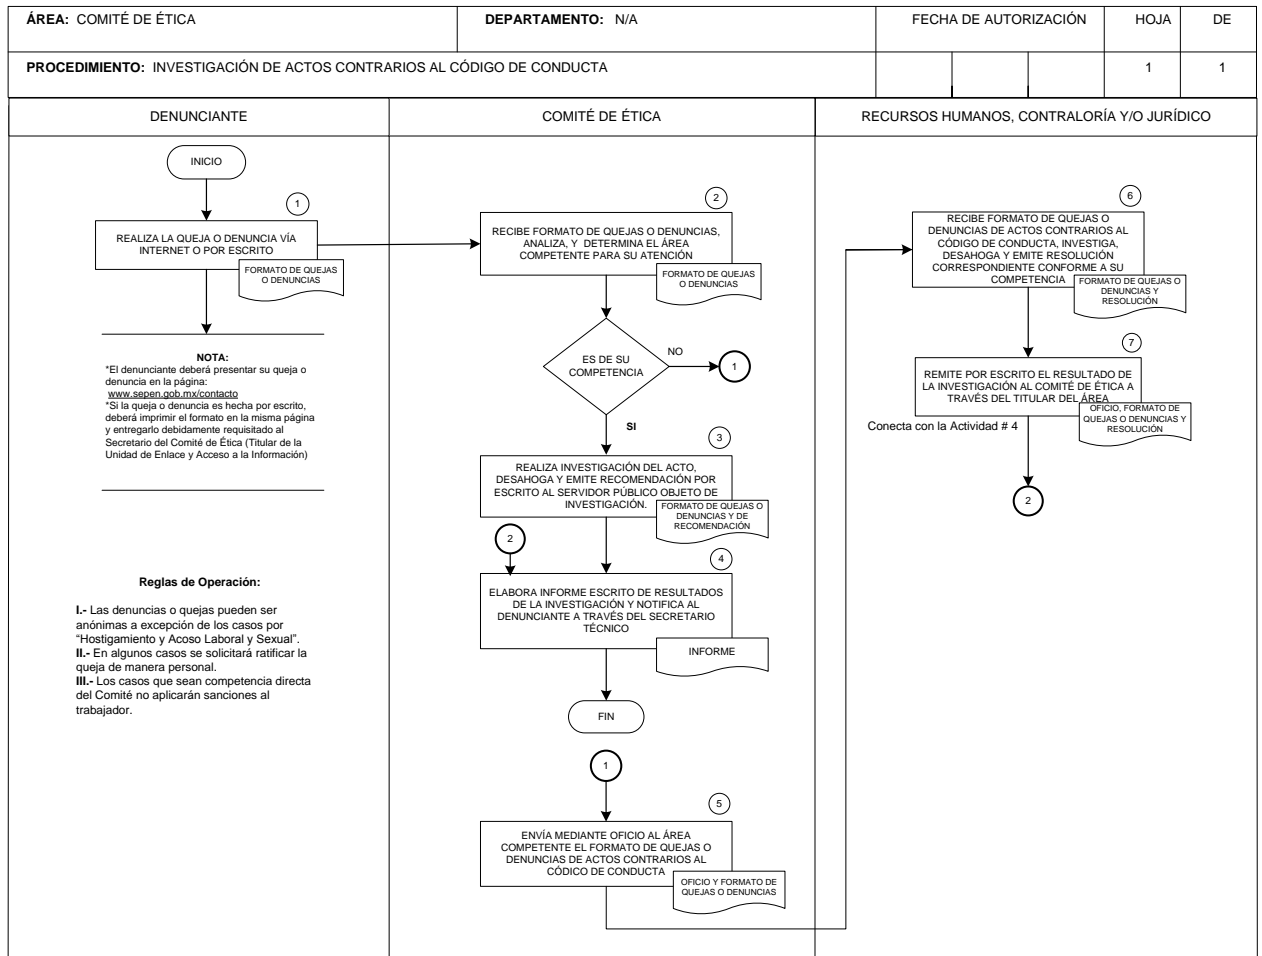 ÁREA: COMITÉ DE ÉTICA
DEPARTAMENTO: N/A
FECHA DE AUTORIZACIÓN
HOJA
DE
PROCEDIMIENTO: INVESTIGACIÓN DE ACTOS CONTRARIOS AL CÓDIGO DE CONDUCTA
1
1
DENUNCIANTE
COMITÉ DE ÉTICA
RECURSOS HUMANOS, CONTRALORÍA Y/O JURÍDICO
INICIO
1
REALIZA LA QUEJA O DENUNCIA VÍA
INTERNET O POR ESCRITO
FORMATO DE QUEJAS
O DENUNCIAS
NOTA:
*El denunciante deberá presentar su queja o
denuncia en la página:
www.sepen.gob.mx/contacto
*Si la queja o denuncia es hecha por escrito,
deberá imprimir el formato en la misma página
y entregarlo debidamente requisitado al
Secretario del Comité de Ética (Titular de la
Unidad de Enlace y Acceso a la Información)
Reglas de Operación:
I.- Las denuncias o quejas pueden ser
anónimas a excepción de los casos por
“Hostigamiento y Acoso Laboral y Sexual”.
II.- En algunos casos se solicitará ratificar la
queja de manera personal.
III.- Los casos que sean competencia directa
del Comité no aplicarán sanciones al
trabajador.
2
RECIBE FORMATO DE QUEJAS O DENUNCIAS,
ANALIZA, Y DETERMINA EL ÁREA
COMPETENTE PARA SU ATENCIÓN
FORMATO DE QUEJAS
O DENUNCIAS
ES DE SU
COMPETENCIA
NO
1
SI
3
REALIZA INVESTIGACIÓN DEL ACTO,
DESAHOGA Y EMITE RECOMENDACIÓN POR
ESCRITO AL SERVIDOR PÚBLICO OBJETO DE
INVESTIGACIÓN.
FORMATO DE QUEJAS O
DENUNCIAS Y DE
RECOMENDACIÓN
2
4
ELABORA INFORME ESCRITO DE RESULTADOS
DE LA INVESTIGACIÓN Y NOTIFICA AL
DENUNCIANTE A TRAVÉS DEL SECRETARIO
TÉCNICO
INFORME
FIN
1
5
ENVÍA MEDIANTE OFICIO AL ÁREA
COMPETENTE EL FORMATO DE QUEJAS O
DENUNCIAS DE ACTOS CONTRARIOS AL
CÓDICO DE CONDUCTA
OFICIO Y FORMATO DE
QUEJAS O DENUNCIAS
6
RECIBE FORMATO DE QUEJAS O
DENUNCIAS DE ACTOS CONTRARIOS AL
CÓDIGO DE CONDUCTA, INVESTIGA,
DESAHOGA Y EMITE RESOLUCIÓN
CORRESPONDIENTE CONFORME A SU
COMPETENCIA
FORMATO DE QUEJAS O
DENUNCIAS Y
RESOLUCIÓN
7
REMITE POR ESCRITO EL RESULTADO DE
LA INVESTIGACIÓN AL COMITÉ DE ÉTICA A
TRAVÉS DEL TITULAR DEL ÁREA
OFICIO, FORMATO DE
QUEJAS O DENUNCIAS Y
RESOLUCIÓN
Conecta con la Actividad # 4
2